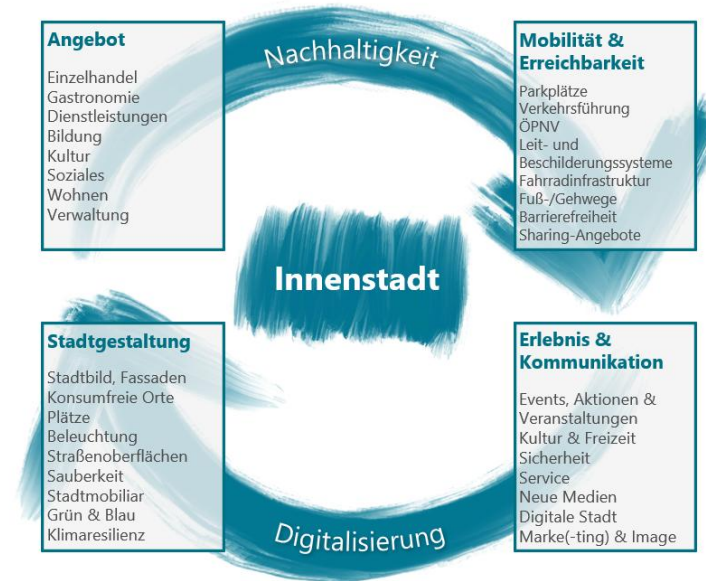 Nachhaltigkeit
Angebot
Einzelhandel
Gastronomie
Dienstleistungen
Bildung
Kultur
Soziales
Wohnen
Verwaltung
Mobilität &
Erreichbarkeit
Parkplätze
Verkehrsführung
ÖPNV
Leit- und
Beschilderungssysteme
Fahrradinfrastruktur
Fuß-/Gehwege
Barrierefreiheit
Sharing-Angebote
Innenstadt
Stadtgestaltung
Stadtbild, Fassaden
Konsumfreie Orte
Plätze
Beleuchtung
Straßenoberflächen
Sauberkeit
Stadtmobiliar
Grün & Blau
Klimaresilienz
Erlebnis &
Kommunikation
Events, Aktionen &
Veranstaltungen
Kultur & Freizeit
Sicherheit
Service
Neue Medien
Digitale Stadt
Marke(-ting) & Image
Digitalisierung